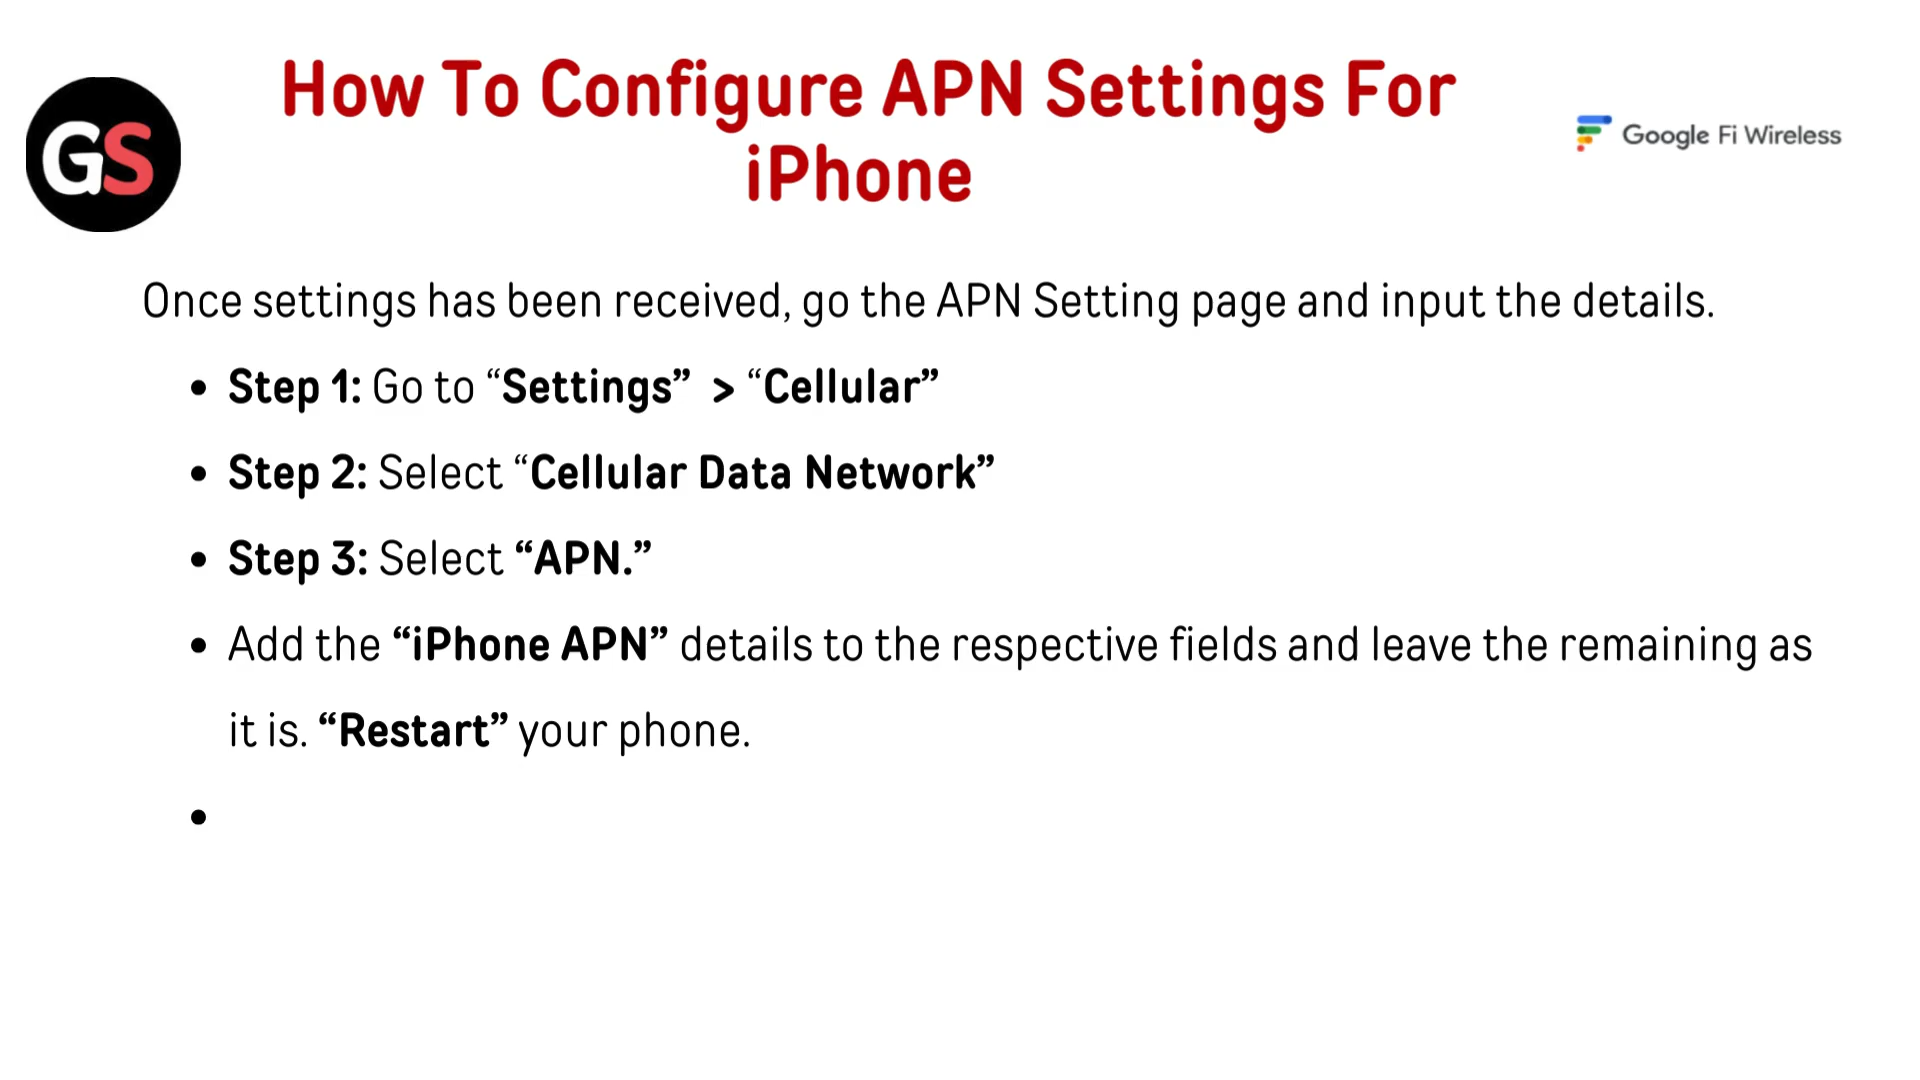 How To Configure APN Settings For
iPhone
GS
Google Fi Wireless
Once settings has been received, go the APN Setting page and input the details.
• Step 1: Go to “Settings” > “Cellular”
• Step 2: Select “Cellular Data Network”
• Step 3: Select “APN.”
• Add the “iPhone APN” details to the respective fields and leave the remaining as
it is. “Restart” your phone.
•